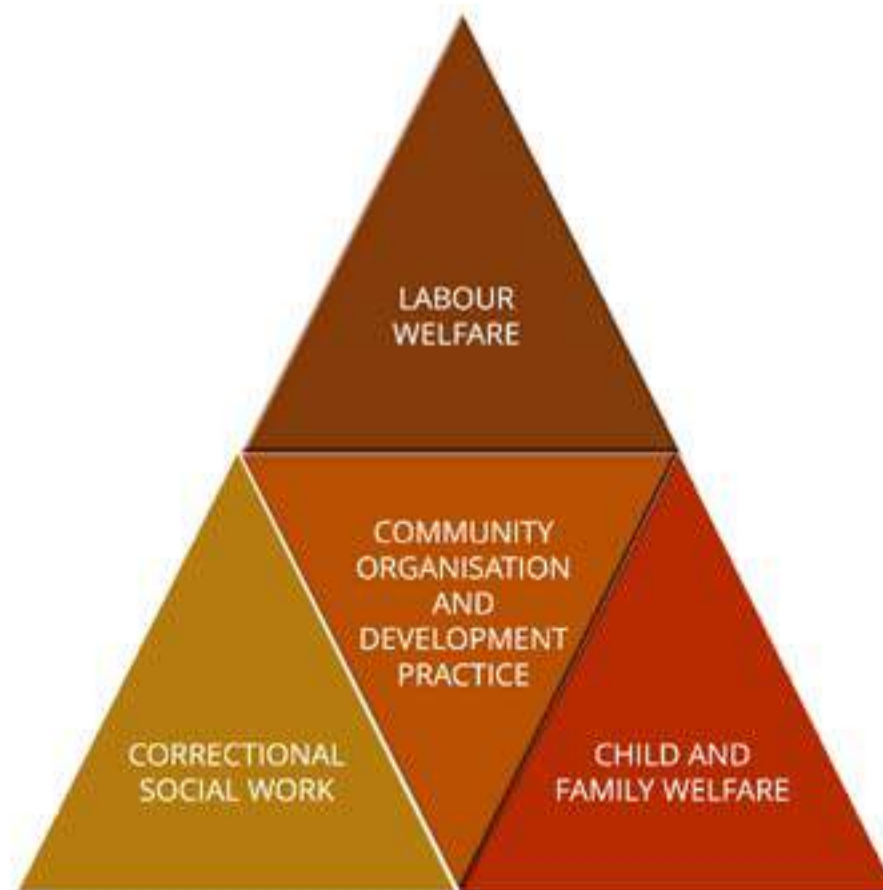 LABOUR
WELFARE
COMMUNITY
ORGANISATION
AND
DEVELOPMENT
PRACTICE
CORRECTIONAL
SOCIAL WORK
CHILD AND
FAMILY WELFARE